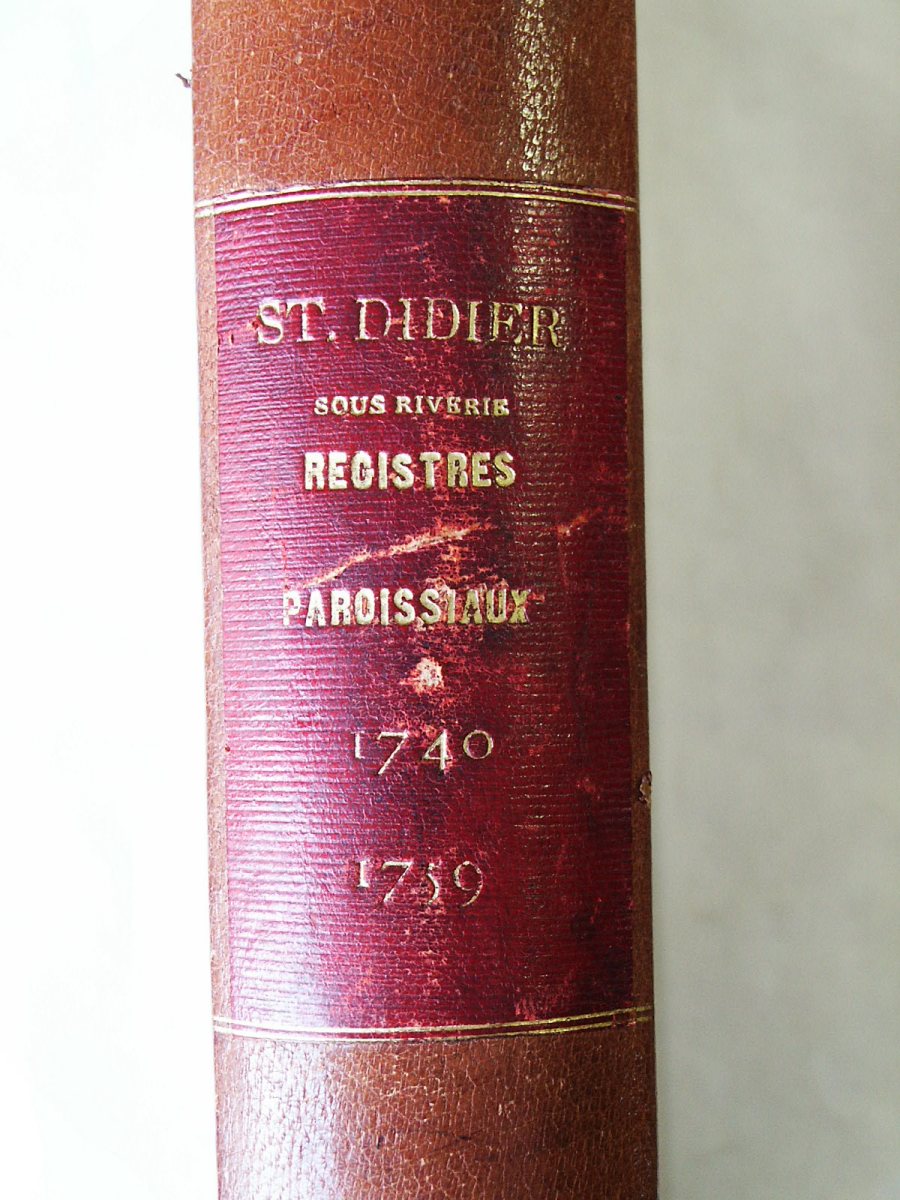 ST. DIDIER
SOUS RIVERIE
REGISTRES
PAROISSIAUX
1740
1759